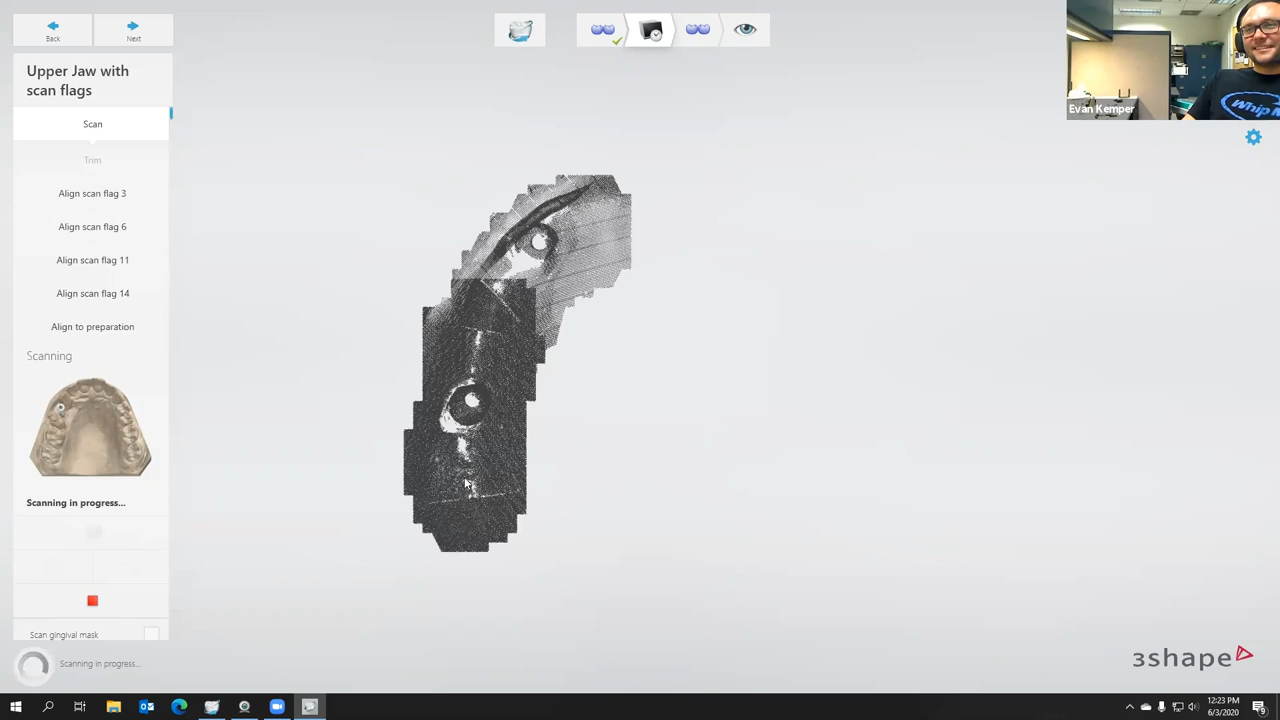 Back
Next
Upper Jaw with
scan flags
Scan
Trim
Align scan flag 3
Align scan flag 6
Align scan flag 11
Align scan flag 14
Align to preparation
Scanning
Scanning in progress...
Scan gingival mask
Scanning in progress...
Evan Kemper
Whip M
3shape
12:23 PM
6/3/2020